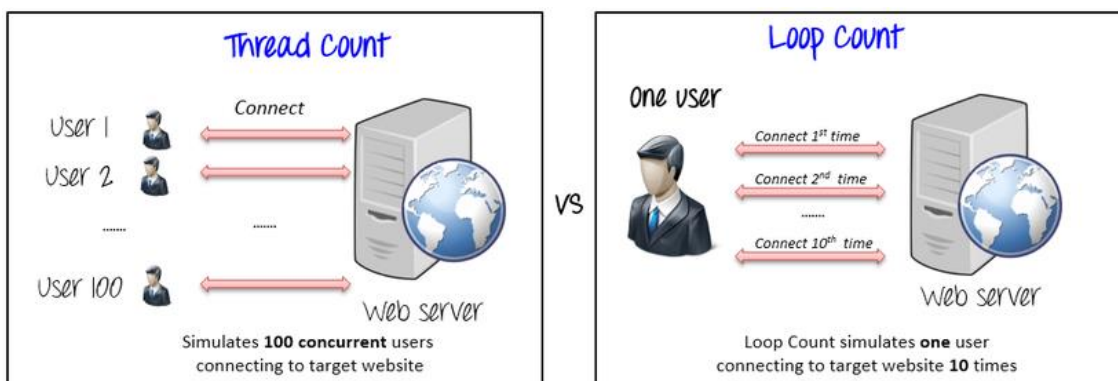 Thread Count
User 1
Connect
User 2
.......
.......
User 100
Web server
Simulates 100 concurrent users
connecting to target website
VS
Loop Count
one user
Connect 1st time
Connect 2nd time
.......
Connect 10th time
Web server
Loop Count simulates one user
connecting to target website 10 times